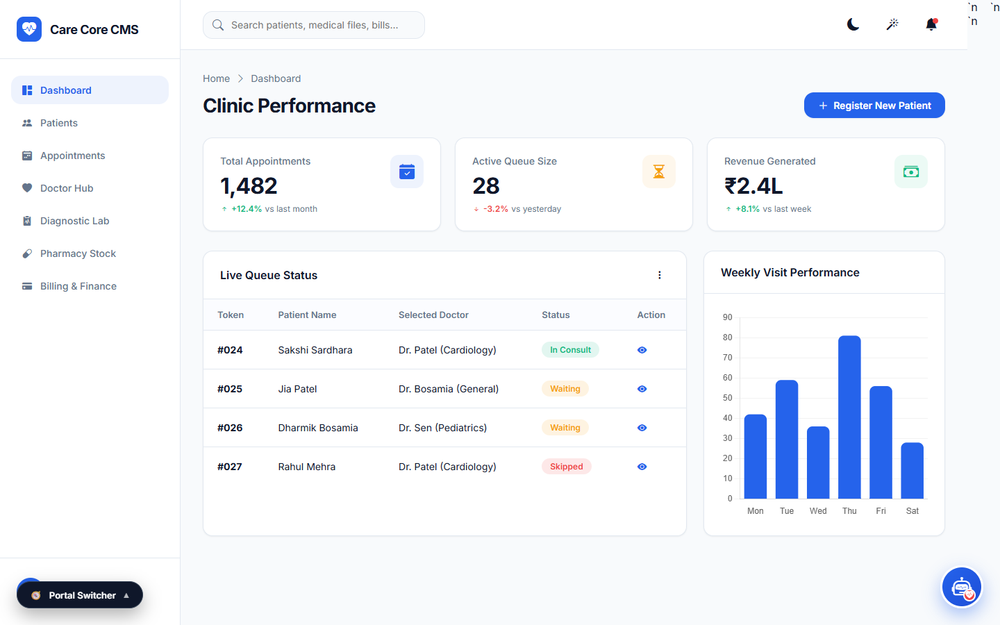 Care Core CMS
Dashboard
Patients
Appointments
Doctor Hub
Diagnostic Lab
Pharmacy Stock
Billing & Finance
Portal Switcher ▲
Search patients, medical files, bills...
`n `n
`n
Home > Dashboard
Clinic Performance
+ Register New Patient
Total Appointments
1,482
↑ +12.4% vs last month
Active Queue Size
28
↓ -3.2% vs yesterday
Revenue Generated
₹2.4L
↑ +8.1% vs last week
Live Queue Status
Token Patient Name Selected Doctor Status Action
#024 Sakshi Sardhara Dr. Patel (Cardiology) In Consult
#025 Jia Patel Dr. Bosamia (General) Waiting
#026 Dharmik Bosamia Dr. Sen (Pediatrics) Waiting
#027 Rahul Mehra Dr. Patel (Cardiology) Skipped
Weekly Visit Performance
90
80
70
60
50
40
30
20
10
0
Mon Tue Wed Thu Fri Sat